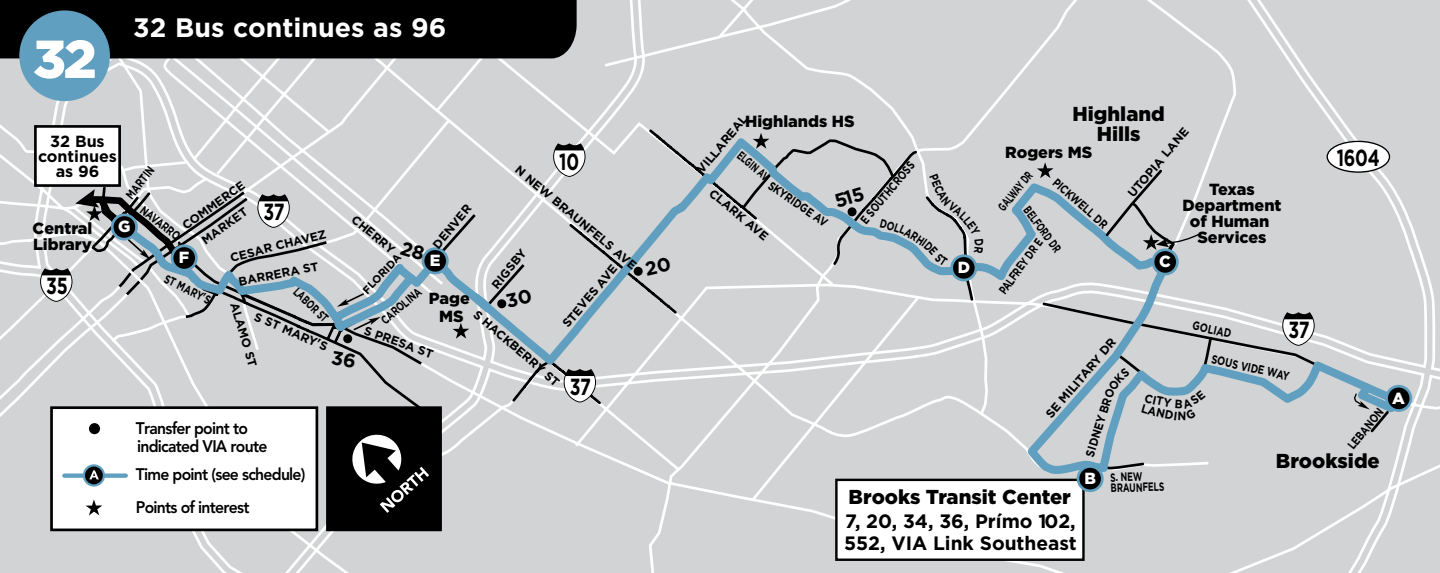 32
32 Bus continues as 96
32 Bus
continues
as 96
MARTIN
NAVARRO
COMMERCE
MARKET
37
Central
Library
G
F
35
CESAR CHAVEZ
BARRERA ST
ST MARY'S
ALAMO ST
S ST MARY'S
LABOR ST
FLORIDA
CAROLINA
S PRESA ST
36
CHERRY
28
E
DENVER
Page
MS
RIGSBY
30
S HACKBERRY ST
37
10
N NEW BRAUNFELS AVE
20
STEVES AVE
VILLAREAL
CLARK AVE
Highlands HS
ELGIN AV
SKYRIDGE AV
515
E SOUTHCROSS
DOLLARHIDE ST
PECAN VALLEY DR
D
PALFREY DR E
BELFORD DR
GALWAY DR
Rogers MS
PICKWELL DR
Highland
Hills
UTOPIA LANE
Texas
Department
of Human
Services
C
1604
GOLIAD
37
SE MILITARY DR
SIDNEY BROOKS
CITY BASE
LANDING
SOUS VIDE WAY
A
LEBANON
Brookside
B
S. NEW
BRAUNFELS
Brooks Transit Center
7, 20, 34, 36, Prímo 102,
552, VIA Link Southeast
Transfer point to
indicated VIA route
A
Time point (see schedule)
Points of interest
NORTH